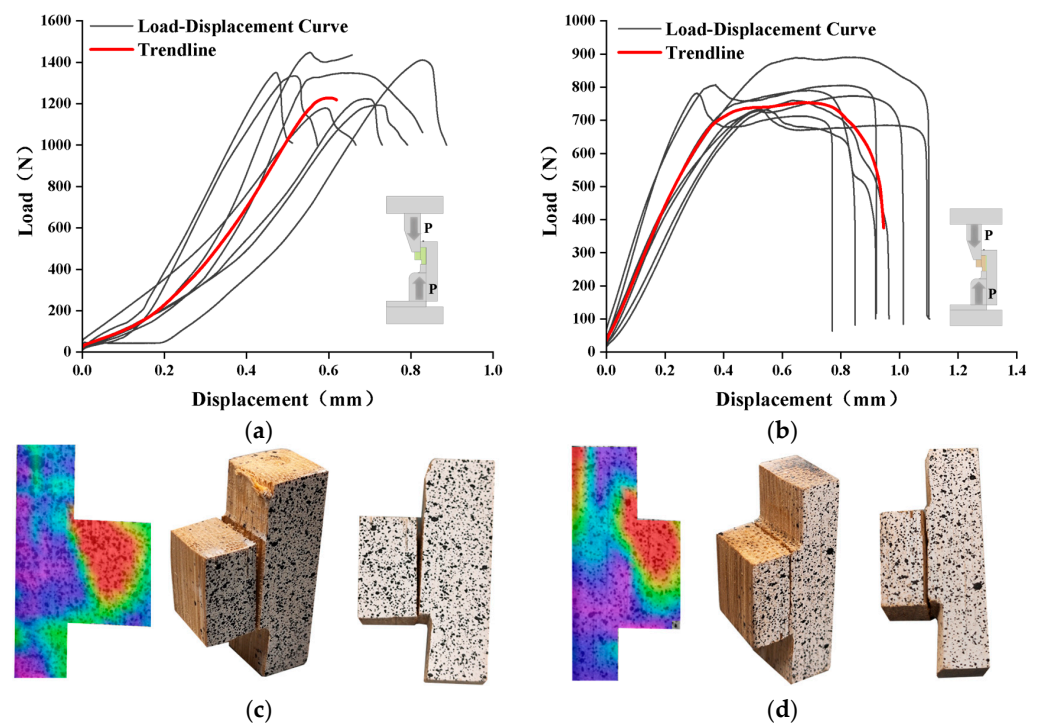 1600
1400
1200
1000
800
600
400
200
0
Load (N)
Load-Displacement Curve
Trendline
P
P
0.0 0.2 0.4 0.6 0.8 1.0
Displacement (mm)
(a)
1000
900
800
700
600
500
400
300
200
100
0
Load (N)
Load-Displacement Curve
Trendline
P
P
0.0 0.2 0.4 0.6 0.8 1.0 1.2 1.4
Displacement (mm)
(b)
(c)
(d)